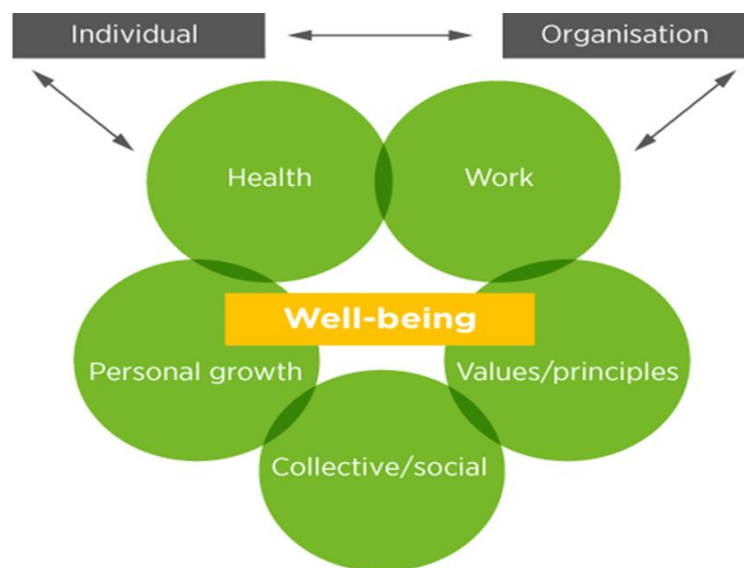 Individual
Organisation
Health
Work
Well-being
Personal growth
Values/principles
Collective/social